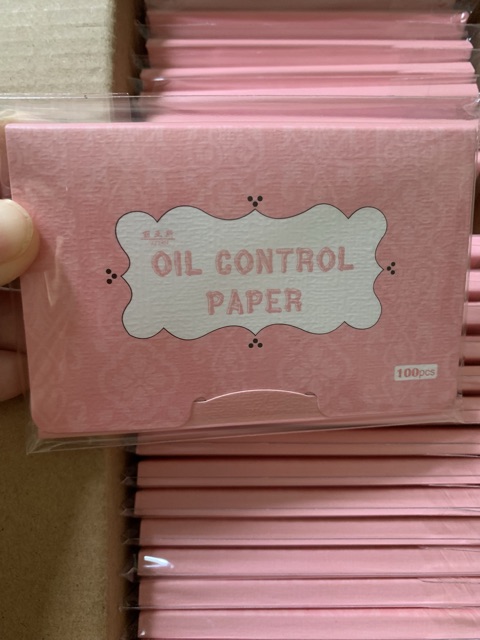 OIL CONTROL
PAPER
100pcs